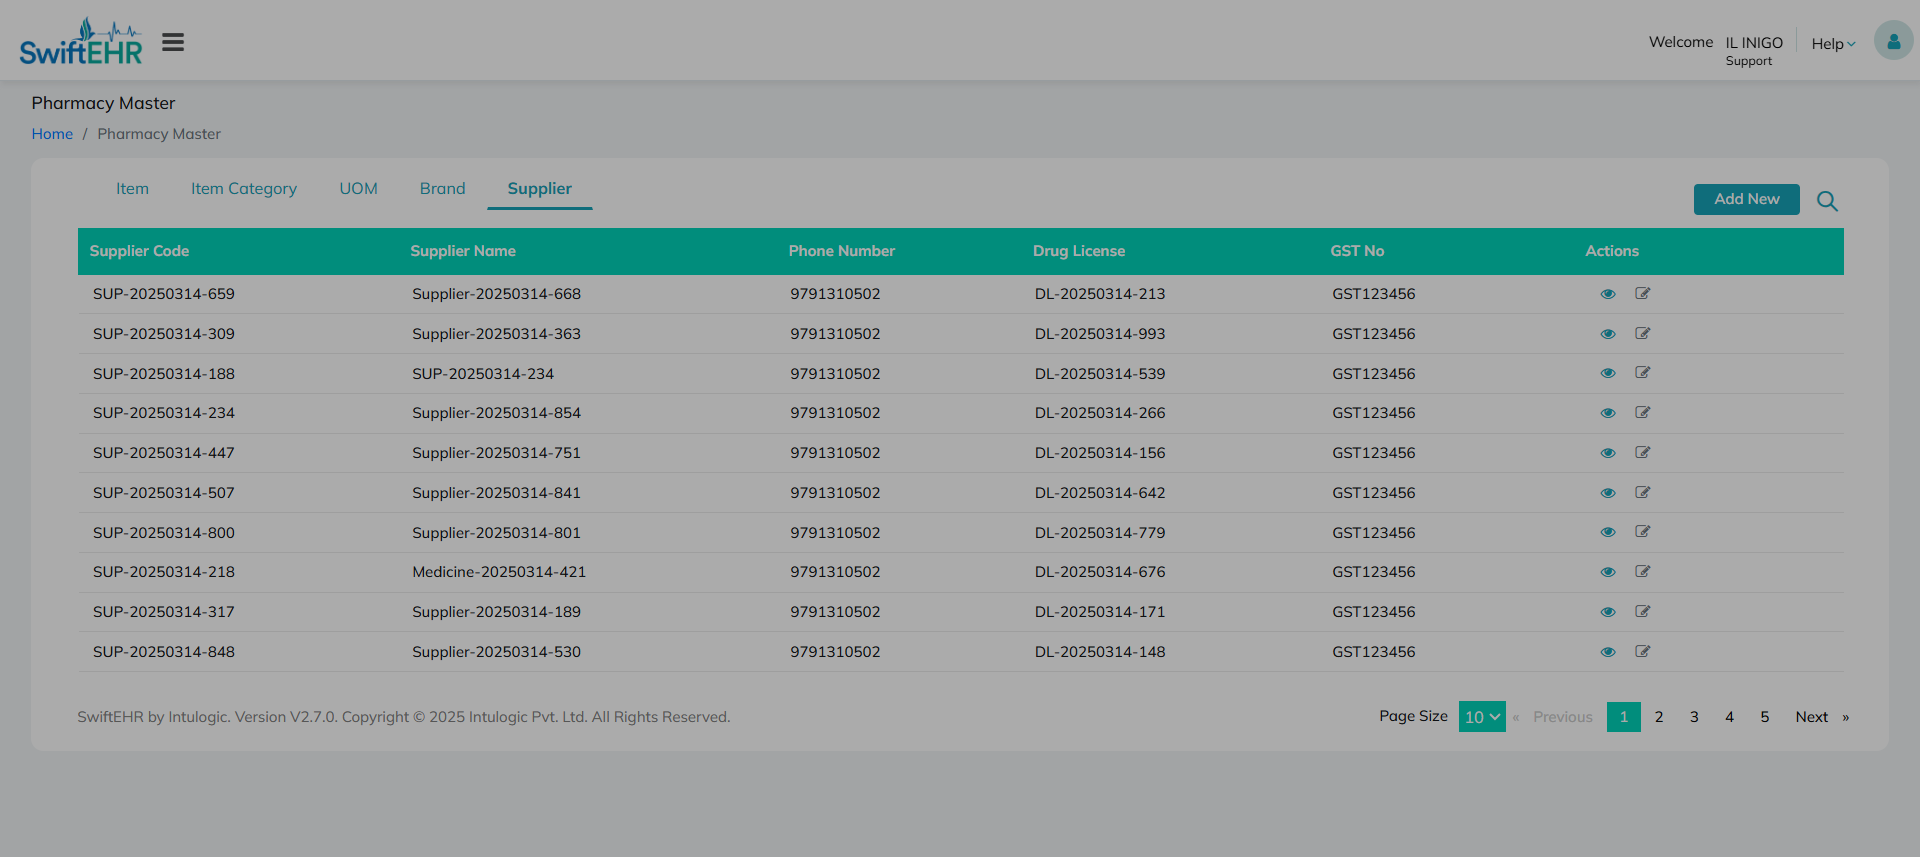 SwiftEHR
Welcome IL INIGO Help
Support
Pharmacy Master
Home / Pharmacy Master
Item Item Category UOM Brand Supplier
Add New
Supplier Code Supplier Name Phone Number Drug License GST No Actions
SUP-20250314-659 Supplier-20250314-668 9791310502 DL-20250314-213 GST123456
SUP-20250314-309 Supplier-20250314-363 9791310502 DL-20250314-993 GST123456
SUP-20250314-188 SUP-20250314-234 9791310502 DL-20250314-539 GST123456
SUP-20250314-234 Supplier-20250314-854 9791310502 DL-20250314-266 GST123456
SUP-20250314-447 Supplier-20250314-751 9791310502 DL-20250314-156 GST123456
SUP-20250314-507 Supplier-20250314-841 9791310502 DL-20250314-642 GST123456
SUP-20250314-800 Supplier-20250314-801 9791310502 DL-20250314-779 GST123456
SUP-20250314-218 Medicine-20250314-421 9791310502 DL-20250314-676 GST123456
SUP-20250314-317 Supplier-20250314-189 9791310502 DL-20250314-171 GST123456
SUP-20250314-848 Supplier-20250314-530 9791310502 DL-20250314-148 GST123456
SwiftEHR by Intulogic. Version V2.7.0. Copyright © 2025 Intulogic Pvt. Ltd. All Rights Reserved. Page Size 10 « Previous 1 2 3 4 5 Next »